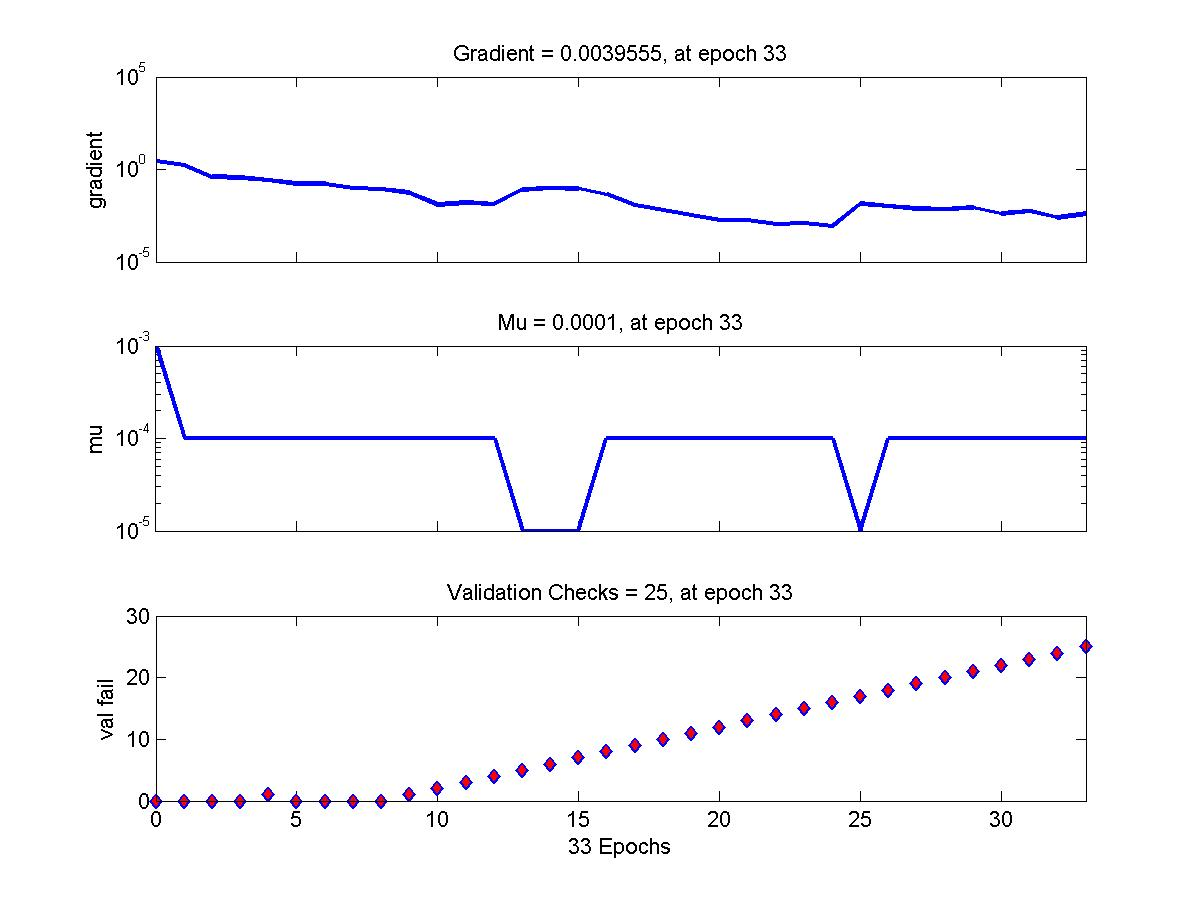 Gradient = 0.0039555, at epoch 33
10^5
10^0
10^-5
gradient
Mu = 0.0001, at epoch 33
10^-3
10^-4
10^-5
mu
Validation Checks = 25, at epoch 33
30
20
10
0
val fail
0 5 10 15 20 25 30
33 Epochs